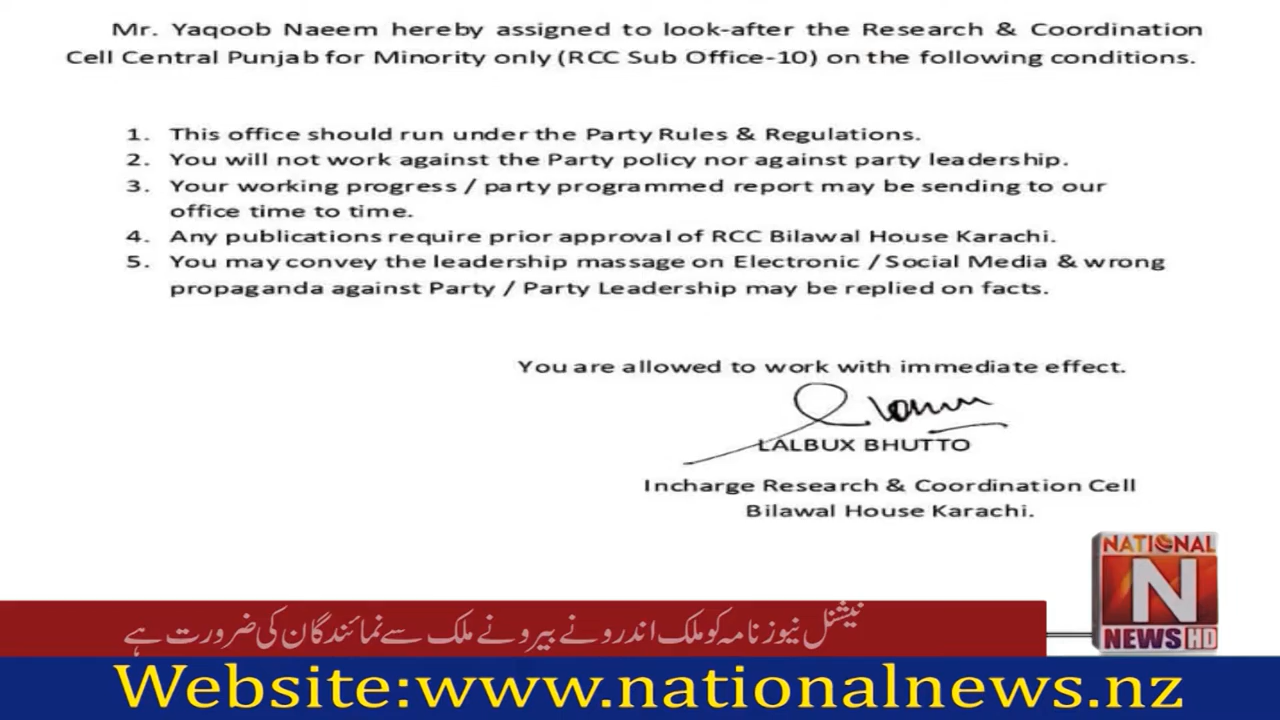 Mr. Yaqoob Naeem hereby assigned to look-after the Research & Coordination
Cell Central Punjab for Minority only (RCC Sub Office-10) on the following conditions.
1. This office should run under the Party Rules & Regulations.
2. You will not work against the Party policy nor against party leadership.
3. Your working progress / party programmed report may be sending to our
office time to time.
4. Any publications require prior approval of RCC Bilawal House Karachi.
5. You may convey the leadership massage on Electronic / Social Media & wrong
propaganda against Party / Party Leadership may be replied on facts.
You are allowed to work with immediate effect.
LALBUX BHUTTO
Incharge Research & Coordination Cell
Bilawal House Karachi.
NATIONAL
N
NEWS HD
نیشنل نیوز نامہ کو ملک اندرو نے بیرو نے ملک سے نمائندگان کی ضرورت ہے
Website:www.nationalnews.nz